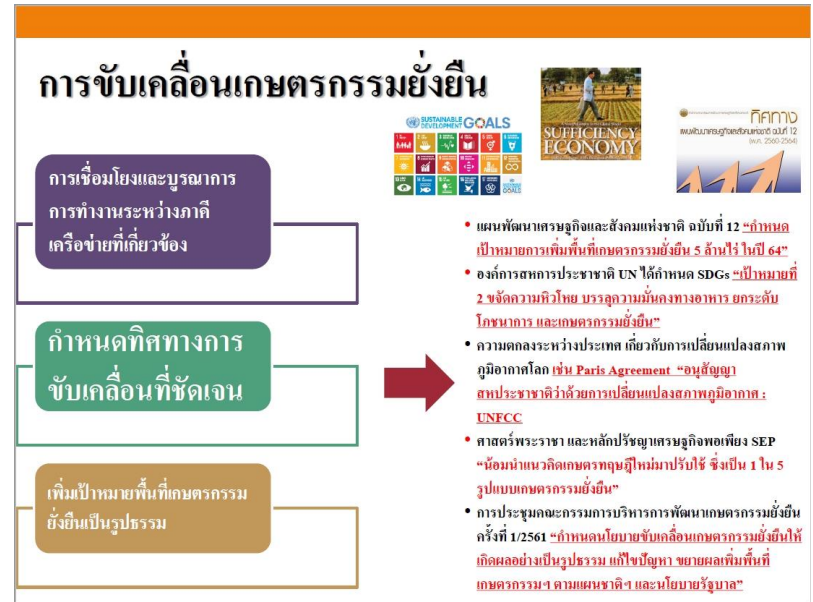 การขับเคลื่อนเกษตรกรรมยั่งยืน
SUSTAINABLE
DEVELOPMENT GOALS
SUFFICIENCY
ECONOMY
ทิศทาง
แผนพัฒนาเศรษฐกิจและสังคมแห่งชาติ ฉบับที่ 12
(พ.ศ. 2560-2564)
การเชื่อมโยงและบูรณาการ
การทำงานระหว่างภาคี
เครือข่ายที่เกี่ยวข้อง
กำหนดทิศทางการ
ขับเคลื่อนที่ชัดเจน
เพิ่มเป้าหมายพื้นที่เกษตรกรรม
ยั่งยืนเป็นรูปธรรม
• แผนพัฒนาเศรษฐกิจและสังคมแห่งชาติ ฉบับที่ 12 “กำหนด
เป้าหมายการเพิ่มพื้นที่เกษตรกรรมยั่งยืน 5 ล้านไร่ ในปี 64”
• องค์การสหการประชาชาติ UN ได้กำหนด SDGs “เป้าหมายที่
2 ขจัดความหิวโหย บรรลุความมั่นคงทางอาหาร ยกระดับ
โภชนาการ และเกษตรกรรมยั่งยืน”
• ความตกลงระหว่างประเทศ เกี่ยวกับการเปลี่ยนแปลงสภาพ
ภูมิอากาศโลก เช่น Paris Agreement “อนุสัญญา
สหประชาชาติว่าด้วยการเปลี่ยนแปลงสภาพภูมิอากาศ :
UNFCC
• ศาสตร์พระราชา และหลักปรัชญาเศรษฐกิจพอเพียง SEP
“น้อมนำแนวคิดเกษตรทฤษฎีใหม่มาปรับใช้ ซึ่งเป็น 1 ใน 5
รูปแบบเกษตรกรรมยั่งยืน”
• การประชุมคณะกรรมการบริหารการพัฒนาเกษตรกรรมยั่งยืน
ครั้งที่ 1/2561 “กำหนดนโยบายขับเคลื่อนเกษตรกรรมยั่งยืนให้
เกิดผลอย่างเป็นรูปธรรม แก้ไขปัญหา ขยายผลเพิ่มพื้นที่
เกษตรกรรมฯ ตามแผนชาติฯ และนโยบายรัฐบาล”